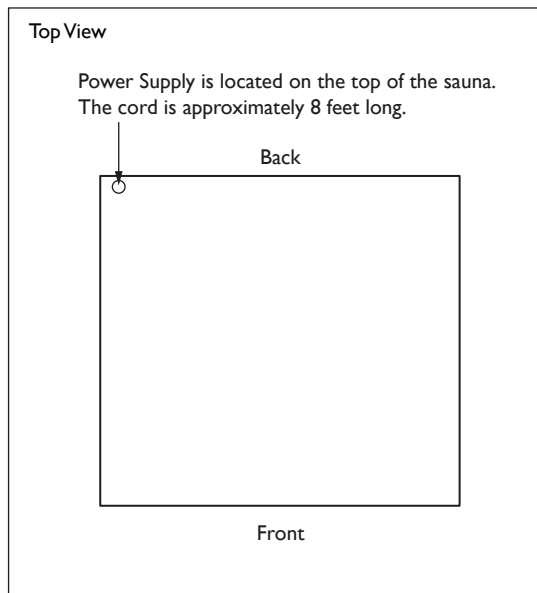 Top View
Power Supply is located on the top of the sauna.
The cord is approximately 8 feet long.
Back
Front